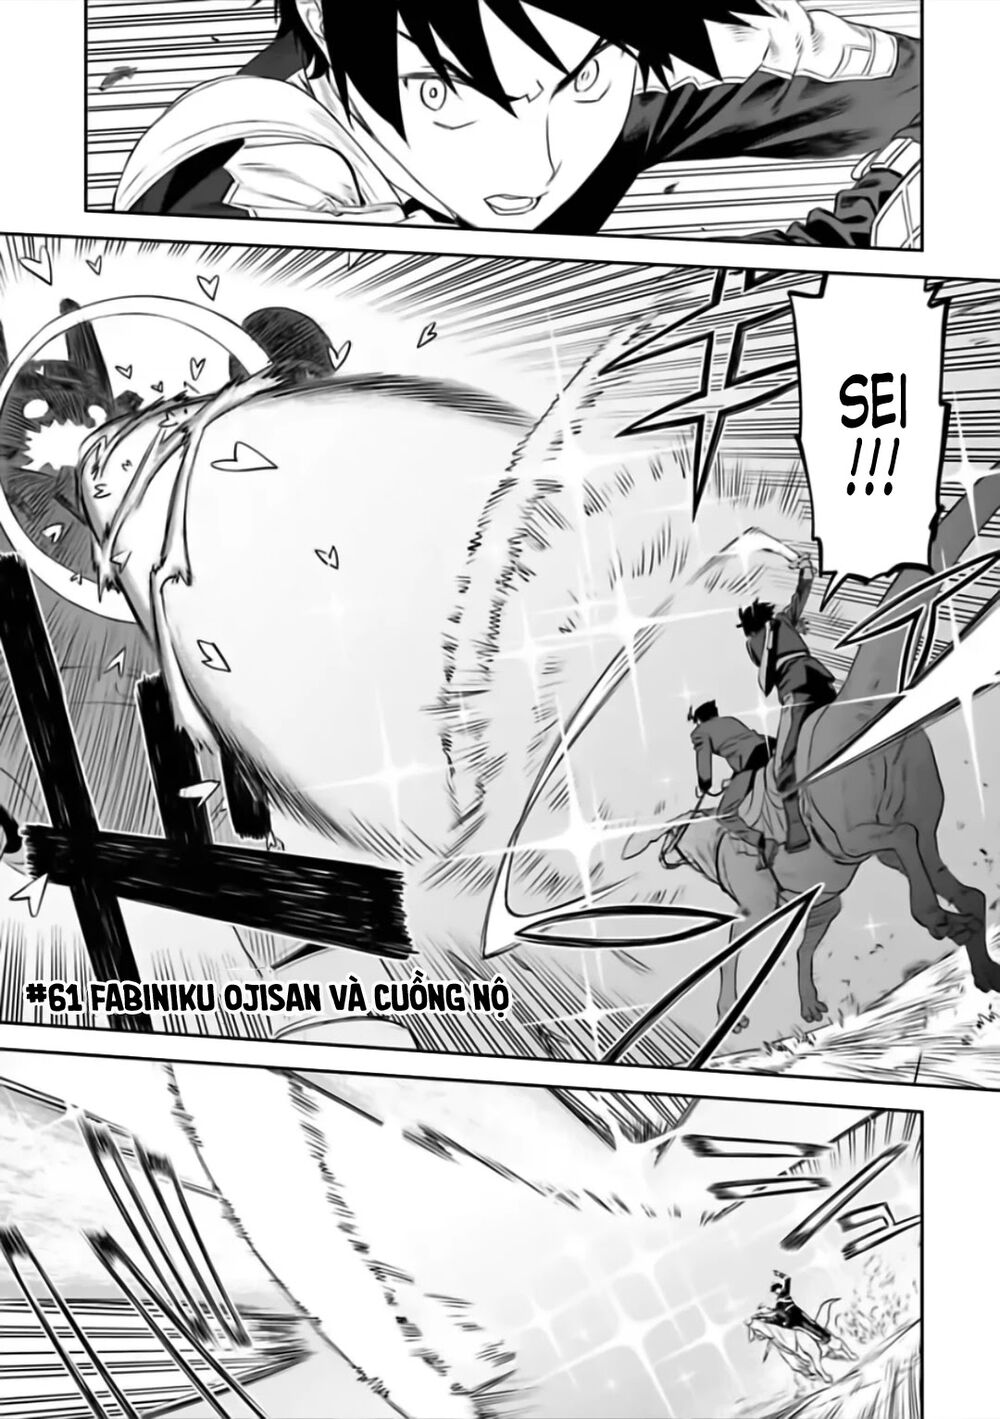 SEI
!!!
#61 FABINIKU OJISAN VÀ CUỒNG NỘ